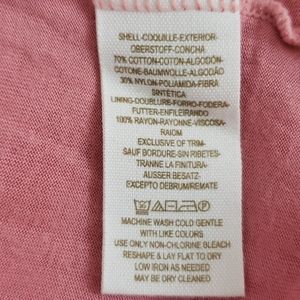 SHELL-COQUILLE-EXTERIOR-
OBERSTOFF-CONCHA
70% COTTON-COTON-ALGODÓN-
COTONE-BAUMWOLLE-ALGODÃO
30% NYLON-POLIAMIDA-FIBRA
SINTÉTICA
LINING-DOUBLURE-FORRO-FODERA-
FUTTER-ENFILEIRANDO
100% RAYON-RAYONNE-VISCOSA-
RAIOM
EXCLUSIVE OF TRIM-
SAUF BORDURE-SIN RIBETES-
TRANNE LA FINITURA-
AUSSER BESATZ-
EXCEPTO DEBRUM/REMATE
MACHINE WASH COLD GENTLE
WITH LIKE COLORS
USE ONLY NON-CHLORINE BLEACH
RESHAPE & LAY FLAT TO DRY
LOW IRON AS NEEDED
MAY BE DRY CLEANED